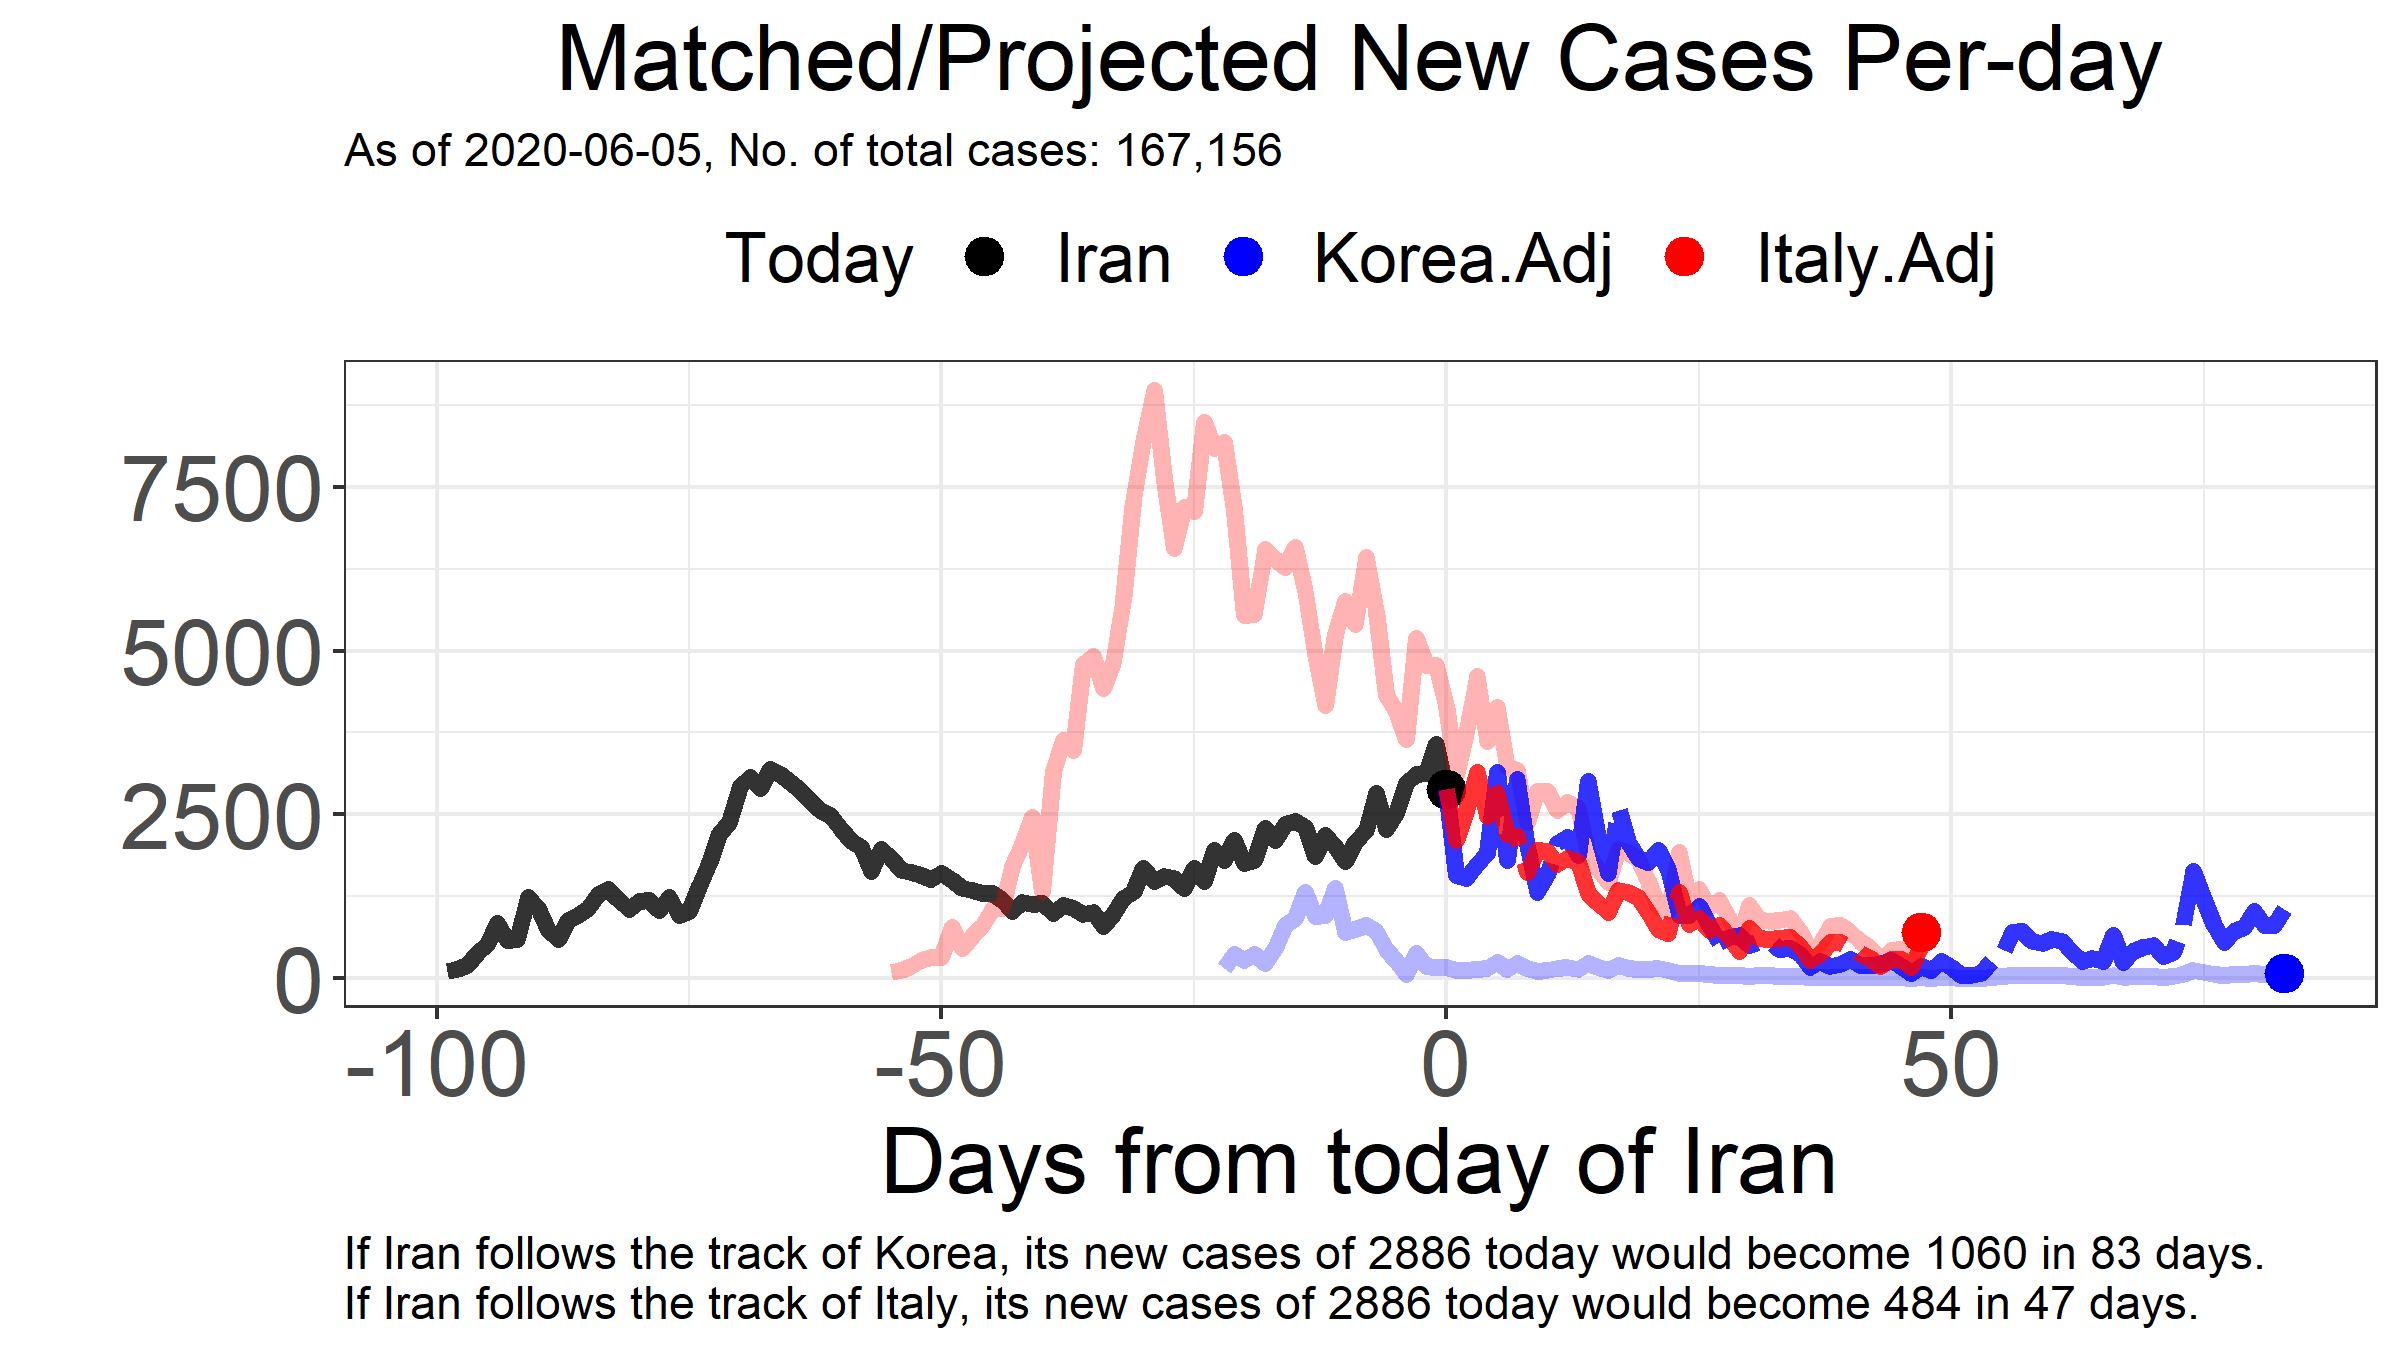 Matched/Projected New Cases Per-day
As of 2020-06-05, No. of total cases: 167,156
Today Iran Korea.Adj Italy.Adj
7500
5000
2500
0
-100 -50 0 50
Days from today of Iran
If Iran follows the track of Korea, its new cases of 2886 today would become 1060 in 83 days.
If Iran follows the track of Italy, its new cases of 2886 today would become 484 in 47 days.